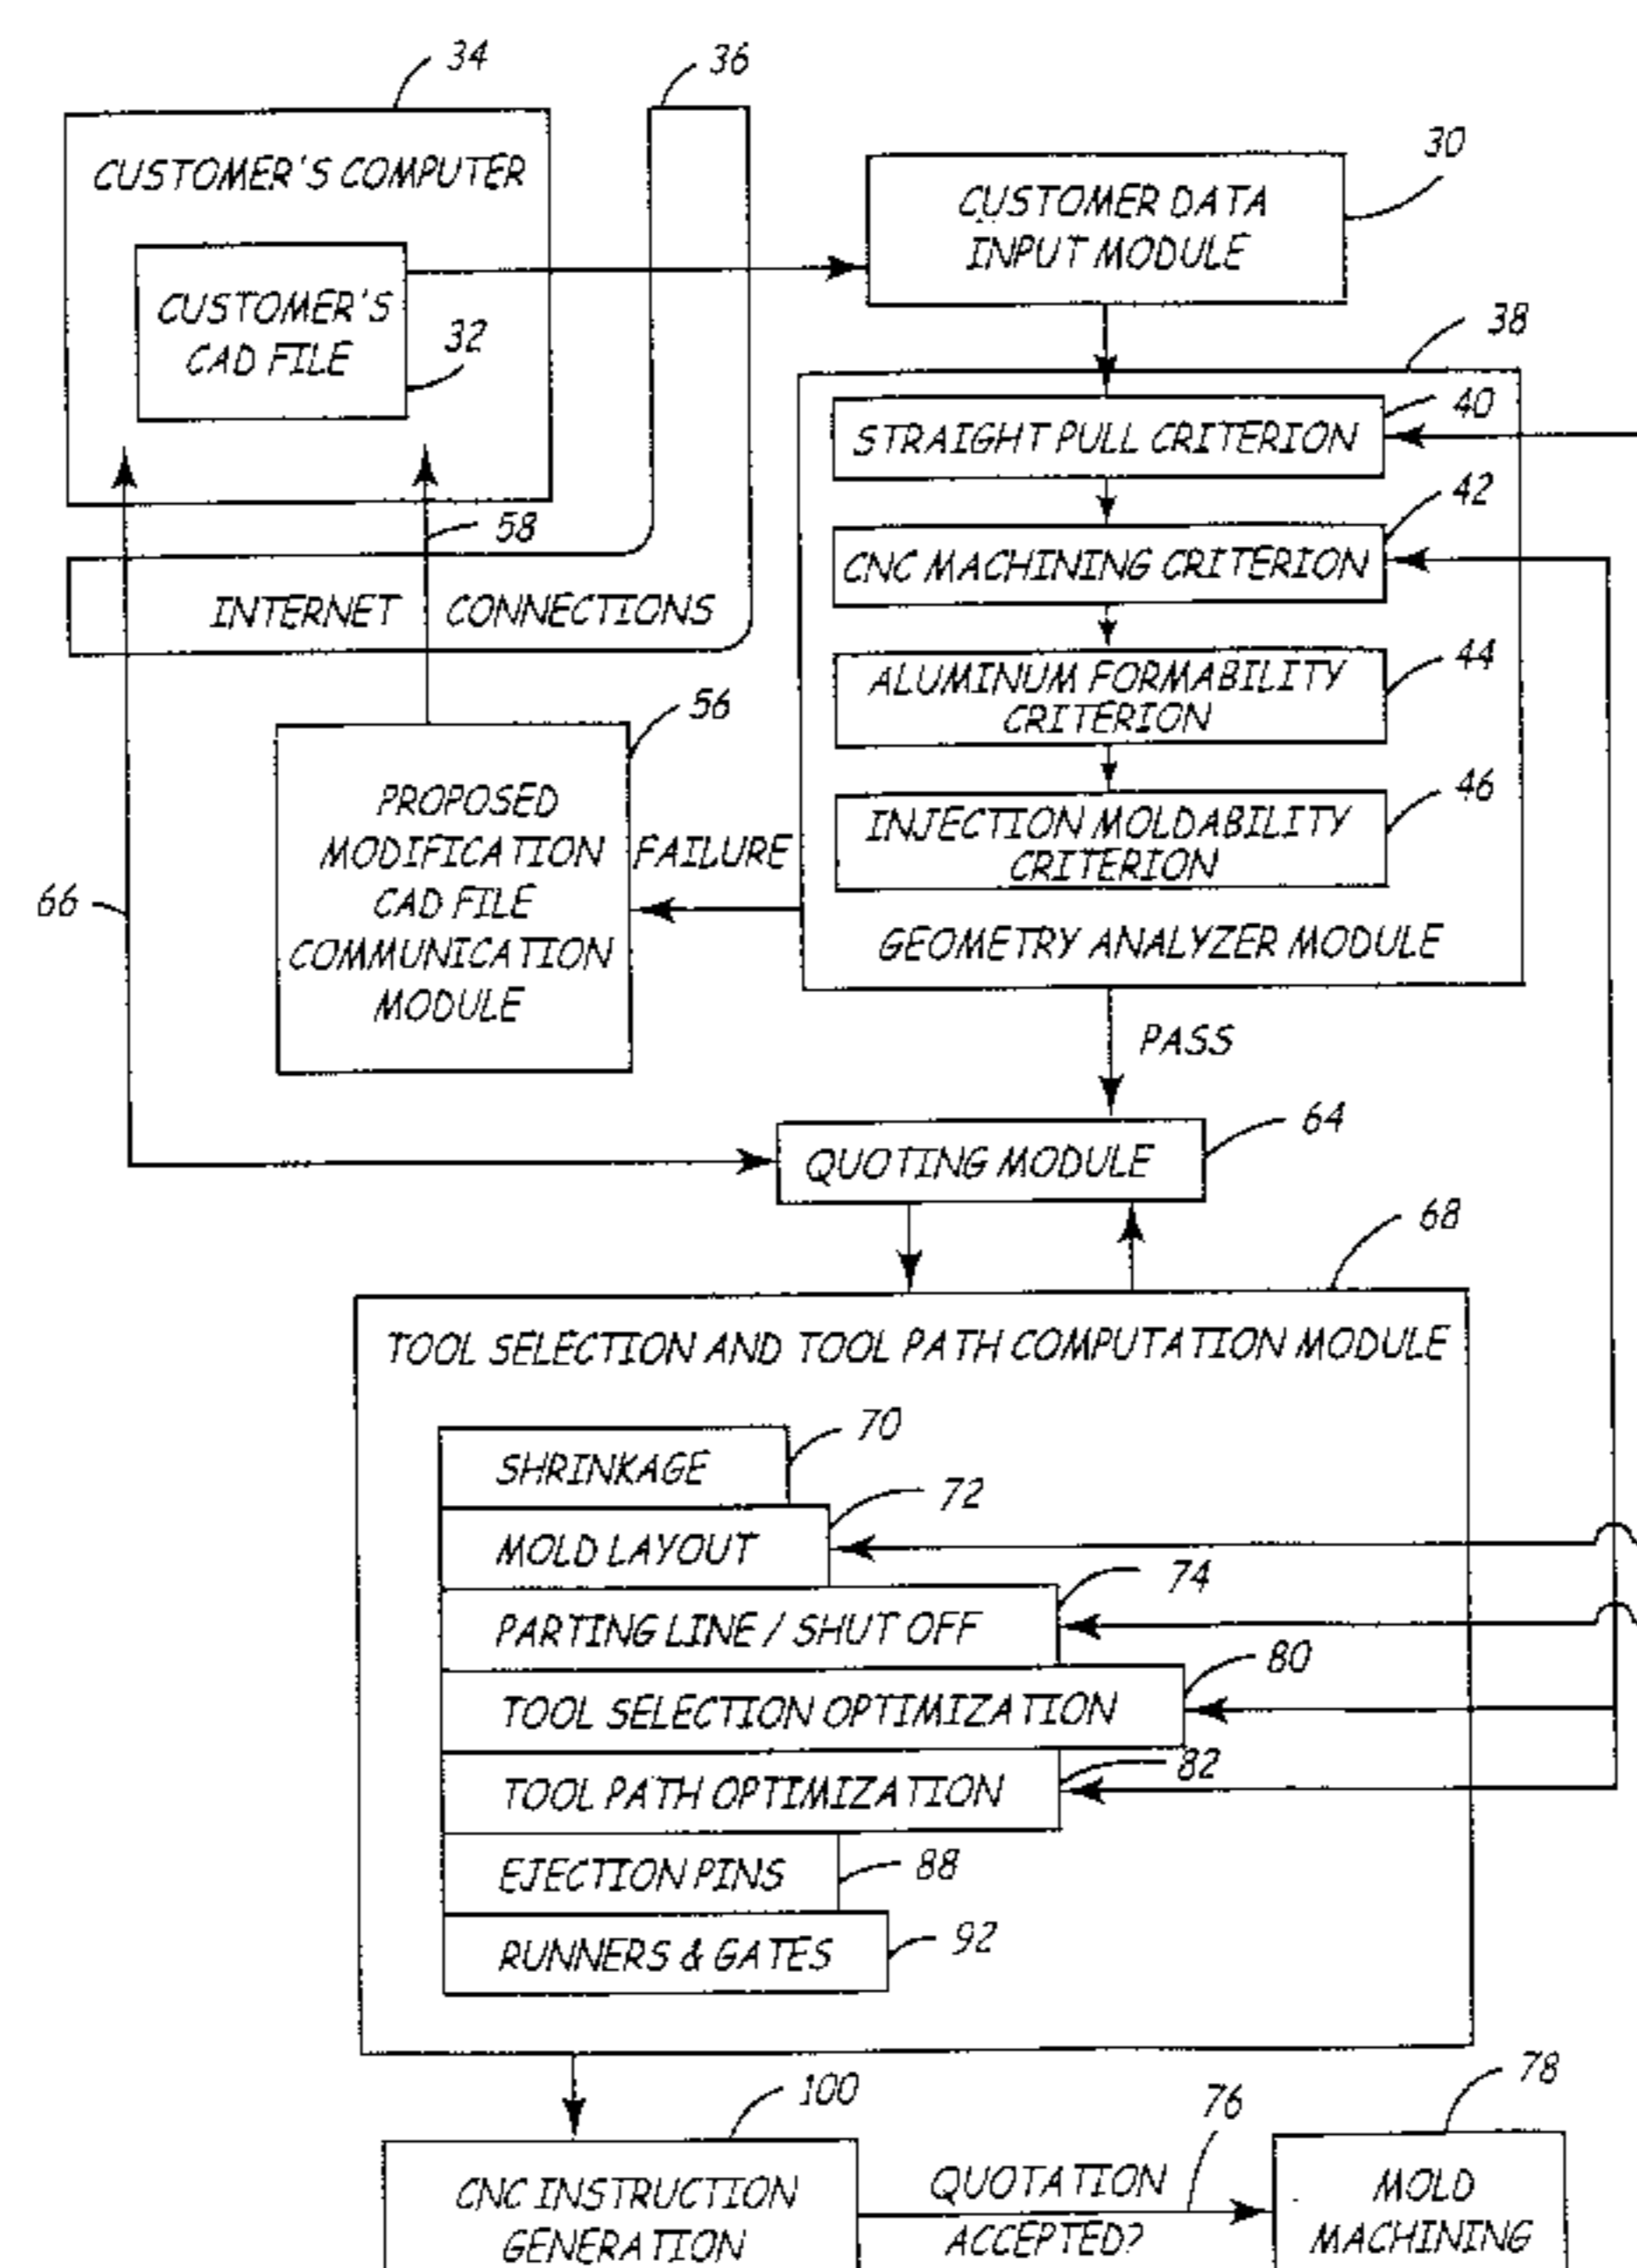 34
36
CUSTOMER'S COMPUTER
30
CUSTOMER DATA
INPUT MODULE
CUSTOMER'S
CAD FILE
32
38
40
STRAIGHT PULL CRITERION
42
58
CNC MACHINING CRITERION
INTERNET CONNECTIONS
44
ALUMINUM FORMABILITY
CRITERION
56
46
PROPOSED
MODIFICATION
CAD FILE
COMMUNICATION
MODULE
FAILURE
INJECTION MOLDABILITY
CRITERION
66
GEOMETRY ANALYZER MODULE
PASS
64
QUOTING MODULE
68
TOOL SELECTION AND TOOL PATH COMPUTATION MODULE
70
SHRINKAGE
72
MOLD LAYOUT
74
PARTING LINE / SHUT OFF
80
TOOL SELECTION OPTIMIZATION
82
TOOL PATH OPTIMIZATION
EJECTION PINS
88
RUNNERS & GATES
92
100
76
78
CNC INSTRUCTION
GENERATION
QUOTATION
ACCEPTED?
MOLD
MACHINING